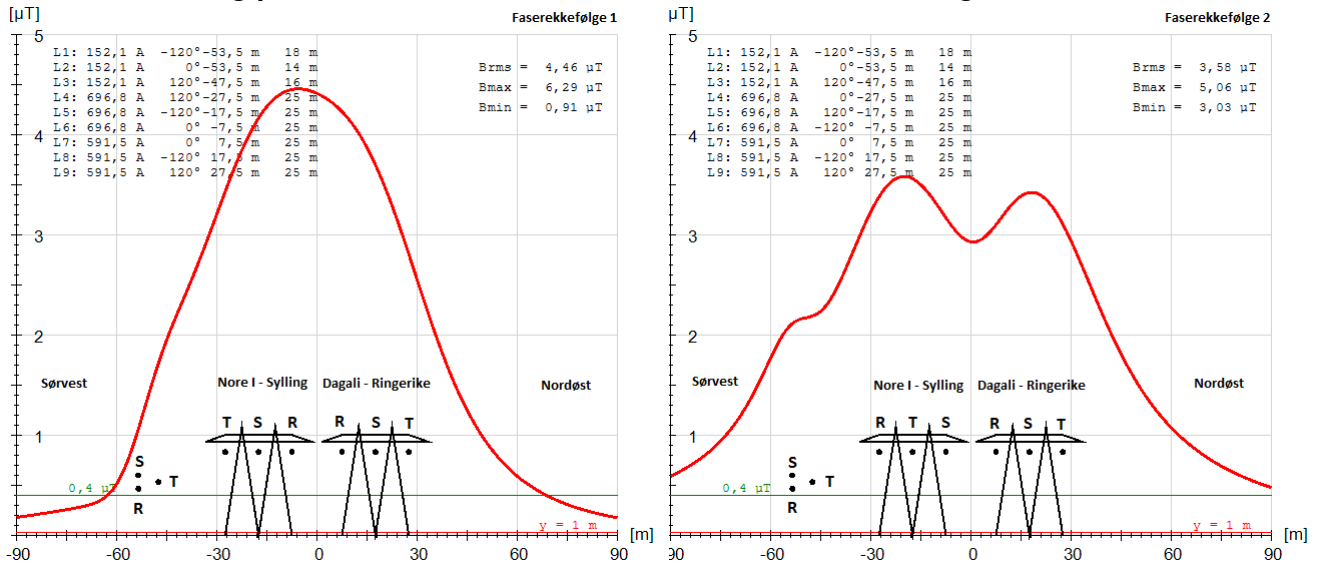 [µT]
Faserekkefølge 1
5
L1: 152,1 A -120° -53,5 m 18 m
L2: 152,1 A 0° -53,5 m 14 m
L3: 152,1 A 120° -47,5 m 16 m
L4: 696,8 A 120° -27,5 m 25 m
L5: 696,8 A -120° -17,5 m 25 m
L6: 696,8 A 0° -7,5 m 25 m
L7: 591,5 A 0° 7,5 m 25 m
L8: 591,5 A -120° 17,5 m 25 m
L9: 591,5 A 120° 27,5 m 25 m
Brms = 4,46 µT
Bmax = 6,29 µT
Bmin = 0,91 µT
4
3
2
Sørvest
Nore I - Sylling
Dagali - Ringerike
Nordøst
1
T S R
R S T
S
T
R
0,4 µT
y = 1 m
-90 -60 -30 0 30 60 90 [m]
µT]
Faserekkefølge 2
5
L1: 152,1 A -120° -53,5 m 18 m
L2: 152,1 A 0° -53,5 m 14 m
L3: 152,1 A 120° -47,5 m 16 m
L4: 696,8 A 0° -27,5 m 25 m
L5: 696,8 A 120° -17,5 m 25 m
L6: 696,8 A -120° -7,5 m 25 m
L7: 591,5 A 0° 7,5 m 25 m
L8: 591,5 A -120° 17,5 m 25 m
L9: 591,5 A 120° 27,5 m 25 m
Brms = 3,58 µT
Bmax = 5,06 µT
Bmin = 3,03 µT
4
3
2
Sørvest
Nore I - Sylling
Dagali - Ringerike
Nordøst
1
R T S
R S T
S
T
R
0,4 µT
y = 1 m
90 -60 -30 0 30 60 90 [m]